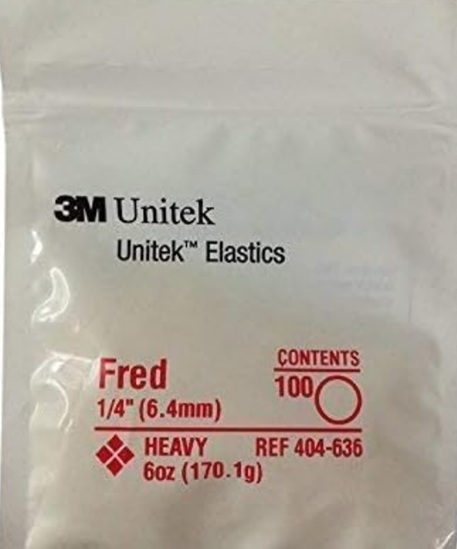 3M Unitek
Unitek™ Elastics
Fred
1/4" (6.4mm)
CONTENTS
100
HEAVY REF 404-636
6oz (170.1g)